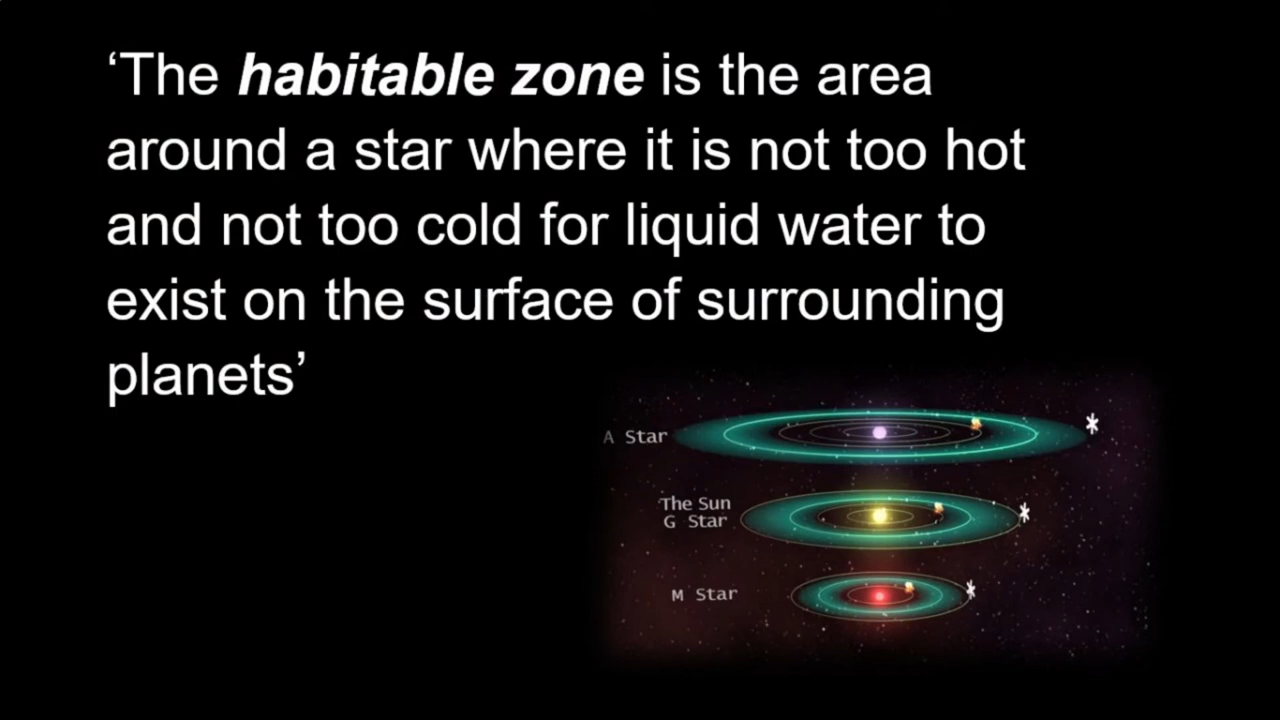 ‘The habitable zone is the area
around a star where it is not too hot
and not too cold for liquid water to
exist on the surface of surrounding
planets’
A Star
The Sun
G Star
M Star